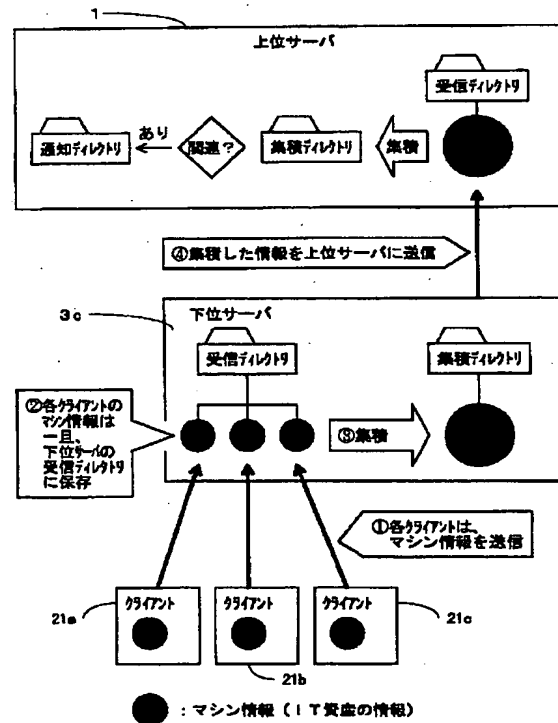 1
上位サーバ
受信ディレクトリ
あり
通知ディレクトリ
関連?
集積ディレクトリ
集積
④集積した情報を上位サーバに送信
3c
下位サーバ
受信ディレクトリ
集積ディレクトリ
②各クライアントの
マシン情報は
一旦、
下位サーバの
受信ディレクトリ
に保存
③集積
①各クライアントは、
マシン情報を送信
21a
クライアント
クライアント
クライアント
21c
21b
:マシン情報(IT資産の情報)